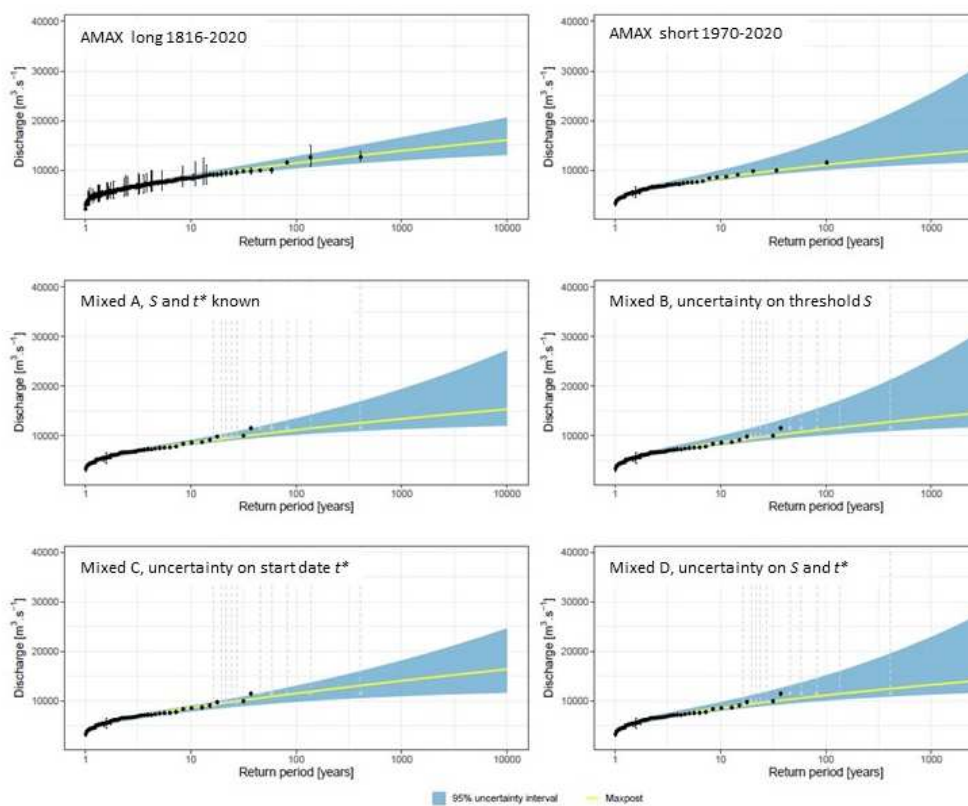 AMAX long 1816-2020
40000
30000
20000
10000
0
Discharge [m³.s⁻¹]
1
10
100
1000
10000
Return period [years]
AMAX short 1970-2020
40000
30000
20000
10000
0
Discharge [m³.s⁻¹]
1
10
100
1000
Return period [years]
Mixed A, S and t* known
40000
30000
20000
10000
0
Discharge [m³.s⁻¹]
1
10
100
1000
10000
Return period [years]
Mixed B, uncertainty on threshold S
40000
30000
20000
10000
0
Discharge [m³.s⁻¹]
1
10
100
1000
Return period [years]
Mixed C, uncertainty on start date t*
40000
30000
20000
10000
0
Discharge [m³.s⁻¹]
1
10
100
1000
10000
Return period [years]
Mixed D, uncertainty on S and t*
40000
30000
20000
10000
0
Discharge [m³.s⁻¹]
1
10
100
1000
Return period [years]
95% uncertainty interval
Maxpost